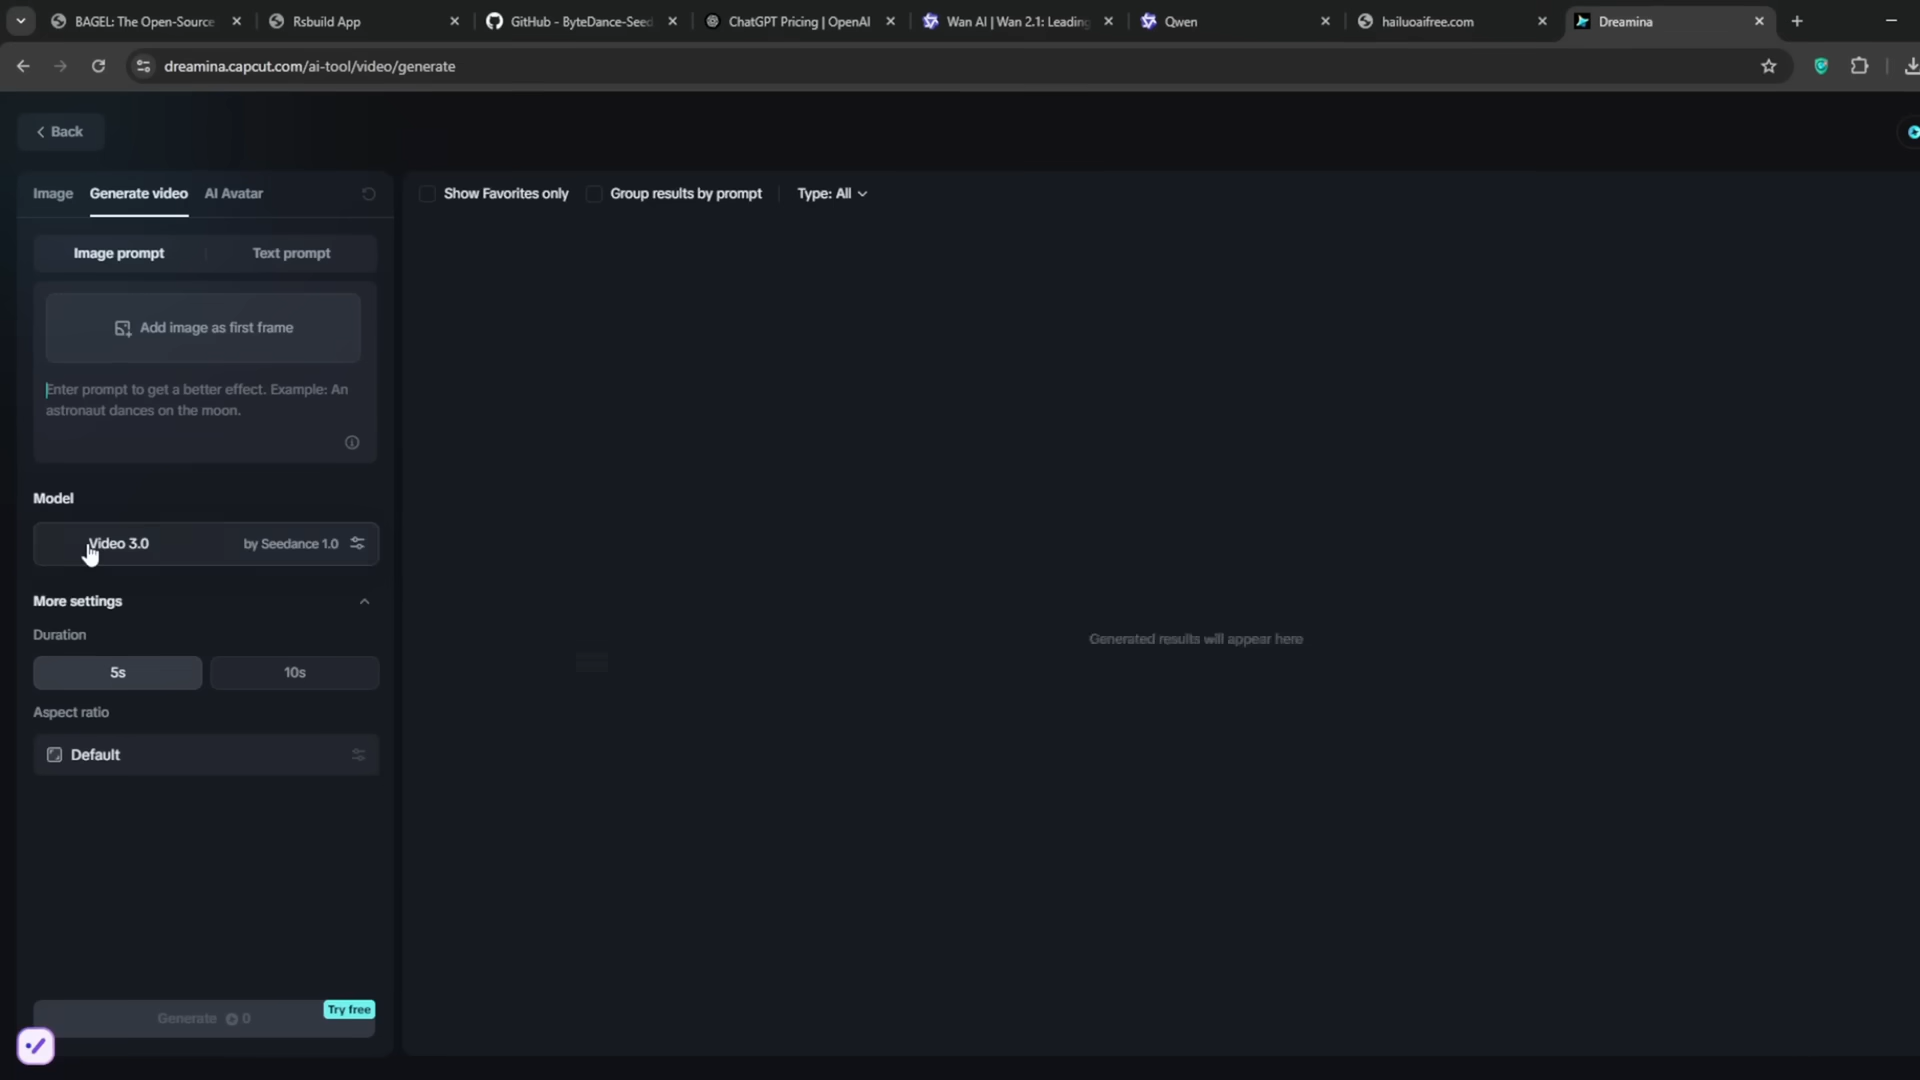 BAGEL: The Open-Source
Rsbuild App
GitHub - ByteDance-Seed
ChatGPT Pricing | OpenAI
Wan AI | Wan 2.1: Leading
Qwen
hailuoaifree.com
Dreamina
dreamina.capcut.com/ai-tool/video/generate
Back
Image
Generate video
AI Avatar
Show Favorites only
Group results by prompt
Type: All
Image prompt
Text prompt
Add image as first frame
Enter prompt to get a better effect. Example: An
astronaut dances on the moon.
Model
Video 3.0
by Seedance 1.0
More settings
Generated results will appear here
Duration
5s
10s
Aspect ratio
Default
Try free
Generate 0